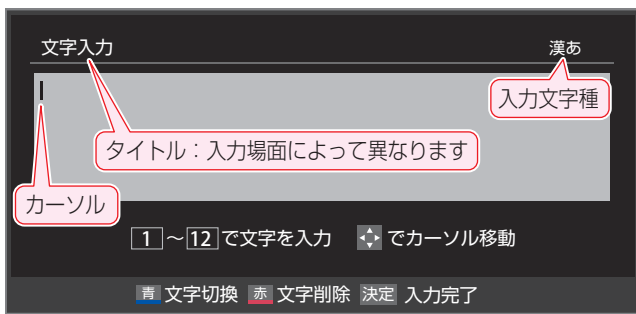 文字入力 漢あ
入力文字種
タイトル：入力場面によって異なります
カーソル
1～12で文字を入力 でカーソル移動
青 文字切換 赤 文字削除 決定 入力完了